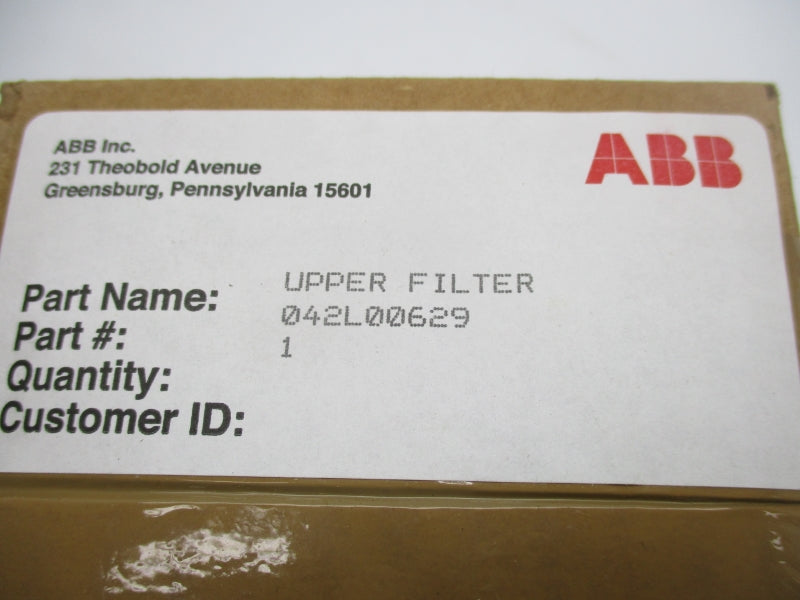 ABB Inc.
231 Theobold Avenue
Greensburg, Pennsylvania 15601
ABB
Part Name: UPPER FILTER
Part #: 042L00629
Quantity: 1
Customer ID: